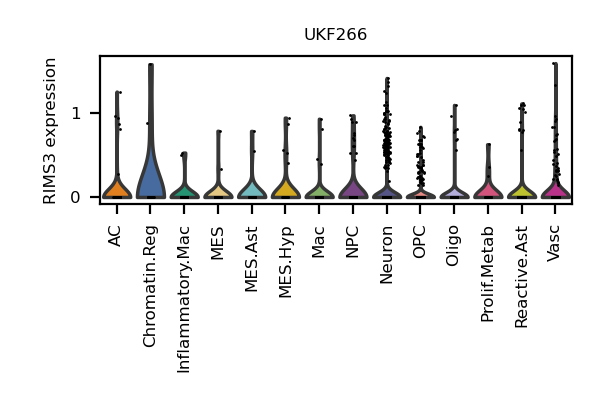 UKF266
RIMS3 expression
1
0
AC
Chromatin.Reg
Inflammatory.Mac
MES
MES.Ast
MES.Hyp
Mac
NPC
Neuron
OPC
Oligo
Prolif.Metab
Reactive.Ast
Vasc